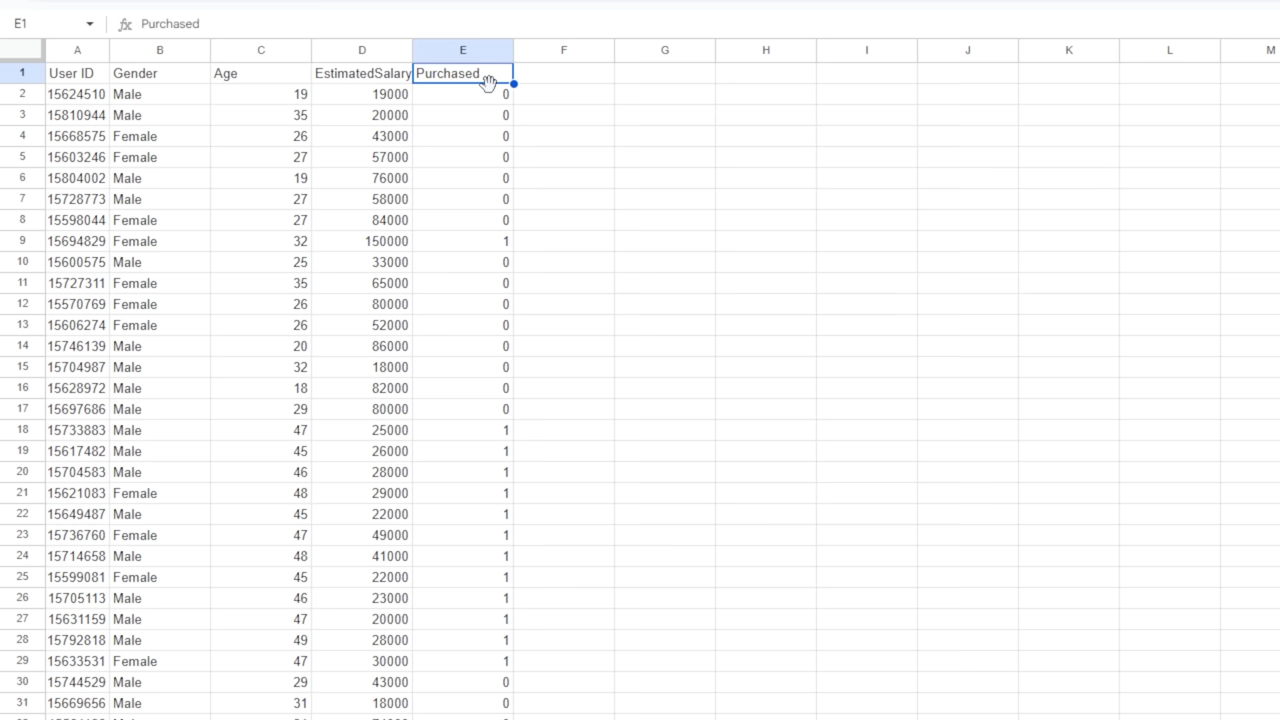 E1 fx Purchased
A B C D E F G H I J K L M
1 User ID Gender Age EstimatedSalary Purchased
2 15624510 Male 19 19000 0
3 15810944 Male 35 20000 0
4 15668575 Female 26 43000 0
5 15603246 Female 27 57000 0
6 15804002 Male 19 76000 0
7 15728773 Male 27 58000 0
8 15598044 Female 27 84000 0
9 15694829 Female 32 150000 1
10 15600575 Male 25 33000 0
11 15727311 Female 35 65000 0
12 15570769 Female 26 80000 0
13 15606274 Female 26 52000 0
14 15746139 Male 20 86000 0
15 15704987 Male 32 18000 0
16 15628972 Male 18 82000 0
17 15697686 Male 29 80000 0
18 15733883 Male 47 25000 1
19 15617482 Male 45 26000 1
20 15704583 Male 46 28000 1
21 15621083 Female 48 29000 1
22 15649487 Male 45 22000 1
23 15736760 Female 47 49000 1
24 15714658 Male 48 41000 1
25 15599081 Female 45 22000 1
26 15705113 Male 46 23000 1
27 15631159 Male 47 20000 1
28 15792818 Male 49 28000 1
29 15633531 Female 47 30000 1
30 15744529 Male 29 43000 0
31 15669656 Male 31 18000 0